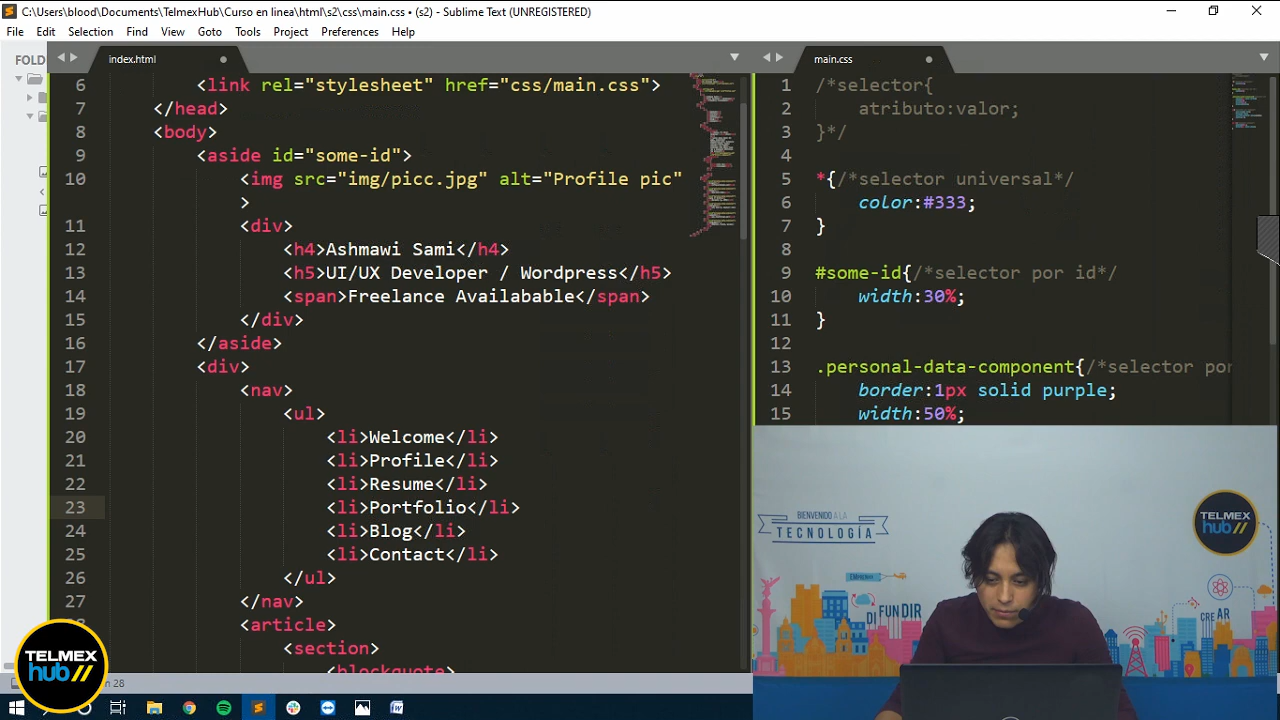 C:\Users\blood\Documents\TelmexHub\Curso en linea\html\s2\css\main.css • (s2) - Sublime Text (UNREGISTERED)
File Edit Selection Find View Goto Tools Project Preferences Help
FOLD
index.html
6 <link rel="stylesheet" href="css/main.css">
7 </head>
8 <body>
9 <aside id="some-id">
10 <img src="img/picc.jpg" alt="Profile pic"
>
11 <div>
12 <h4>Ashmawi Sami</h4>
13 <h5>UI/UX Developer / Wordpress</h5>
14 <span>Freelance Availabable</span>
15 </div>
16 </aside>
17 <div>
18 <nav>
19 <ul>
20 <li>Welcome</li>
21 <li>Profile</li>
22 <li>Resume</li>
23 <li>Portfolio</li>
24 <li>Blog</li>
25 <li>Contact</li>
26 </ul>
27 </nav>
<article>
<section>
<blockquote>
main.css
1 /*selector{
2 atributo:valor;
3 }*/
4
5 *{/*selector universal*/
6 color:#333;
7 }
8
9 #some-id{/*selector por id*/
10 width:30%;
11 }
12
13 .personal-data-component{/*selector por
14 border:1px solid purple;
15 width:50%;
BIENVENIDO A LA
TECNOLOGÍA
TELMEX
hub
DIFUNDIR
CREAR
TELMEX
hub
28